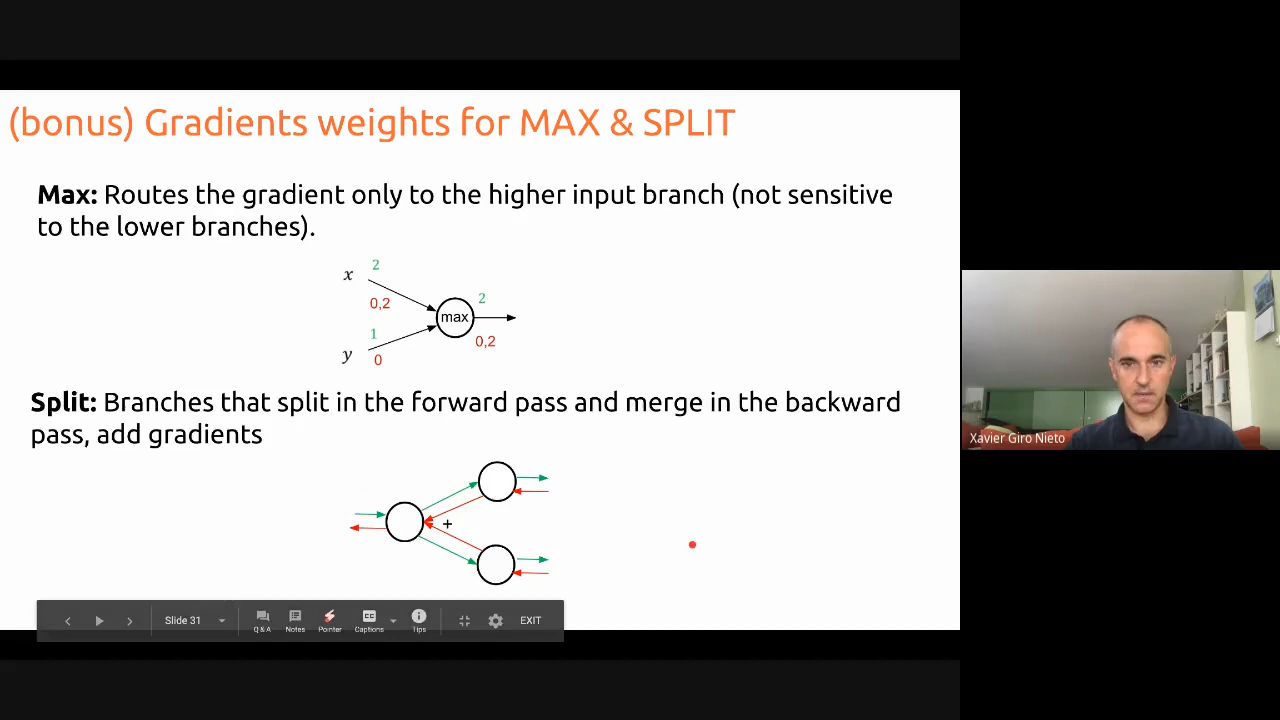 (bonus) Gradients weights for MAX & SPLIT
Max: Routes the gradient only to the higher input branch (not sensitive
to the lower branches).
x 2
0,2
y 1
0
max
2
0,2
Split: Branches that split in the forward pass and merge in the backward
pass, add gradients
+
Xavier Giro Nieto
Slide 31
Q & A
Notes
Pointer
CC
Captions
Tips
EXIT